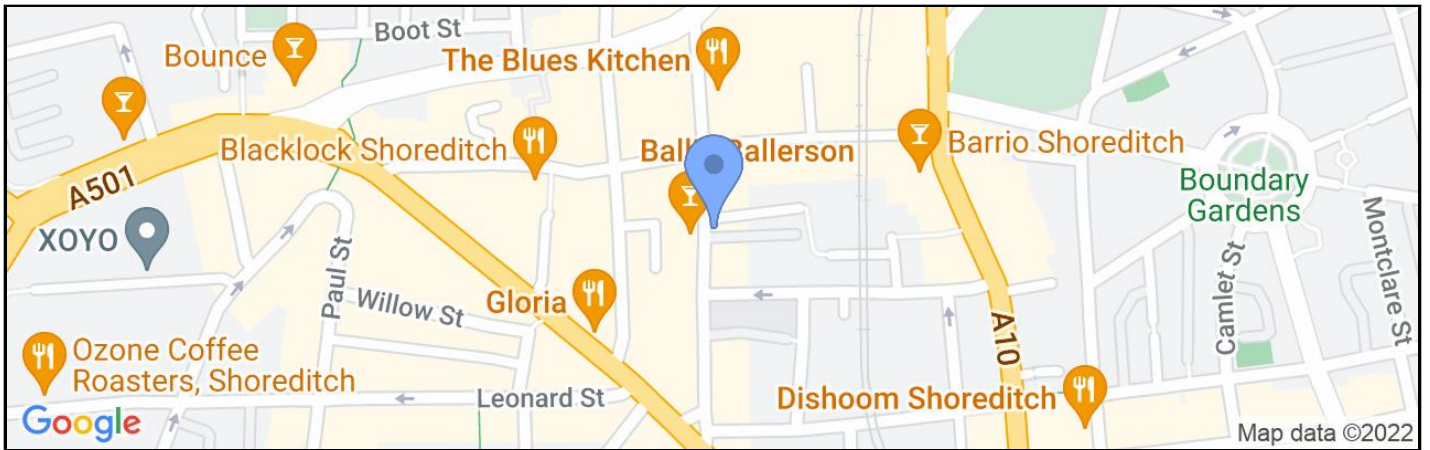 Boot St
Bounce
The Blues Kitchen
Blacklock Shoreditch
Ballerson
Barrio Shoreditch
A501
Boundary
Gardens
XOYO
Paul St
Montclare St
Camlet St
Willow St
Gloria
A10
Ozone Coffee
Roasters, Shoreditch
Leonard St
Dishoom Shoreditch
Google
Map data ©2022